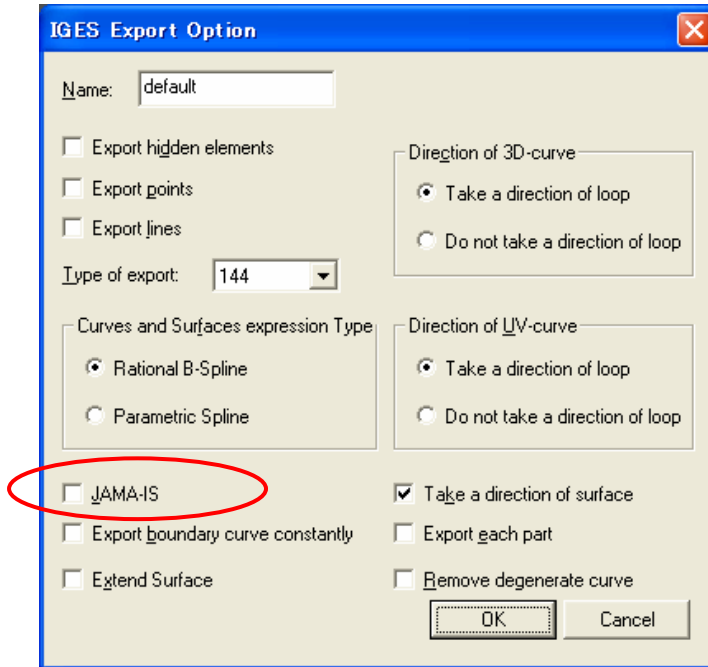 IGES Export Option
Name: default
Export hidden elements
Export points
Export lines
Type of export: 144
Direction of 3D-curve
Take a direction of loop
Do not take a direction of loop
Curves and Surfaces expression Type
Rational B-Spline
Parametric Spline
Direction of UV-curve
Take a direction of loop
Do not take a direction of loop
JAMA-IS
Take a direction of surface
Export boundary curve constantly
Export each part
Extend Surface
Remove degenerate curve
OK Cancel